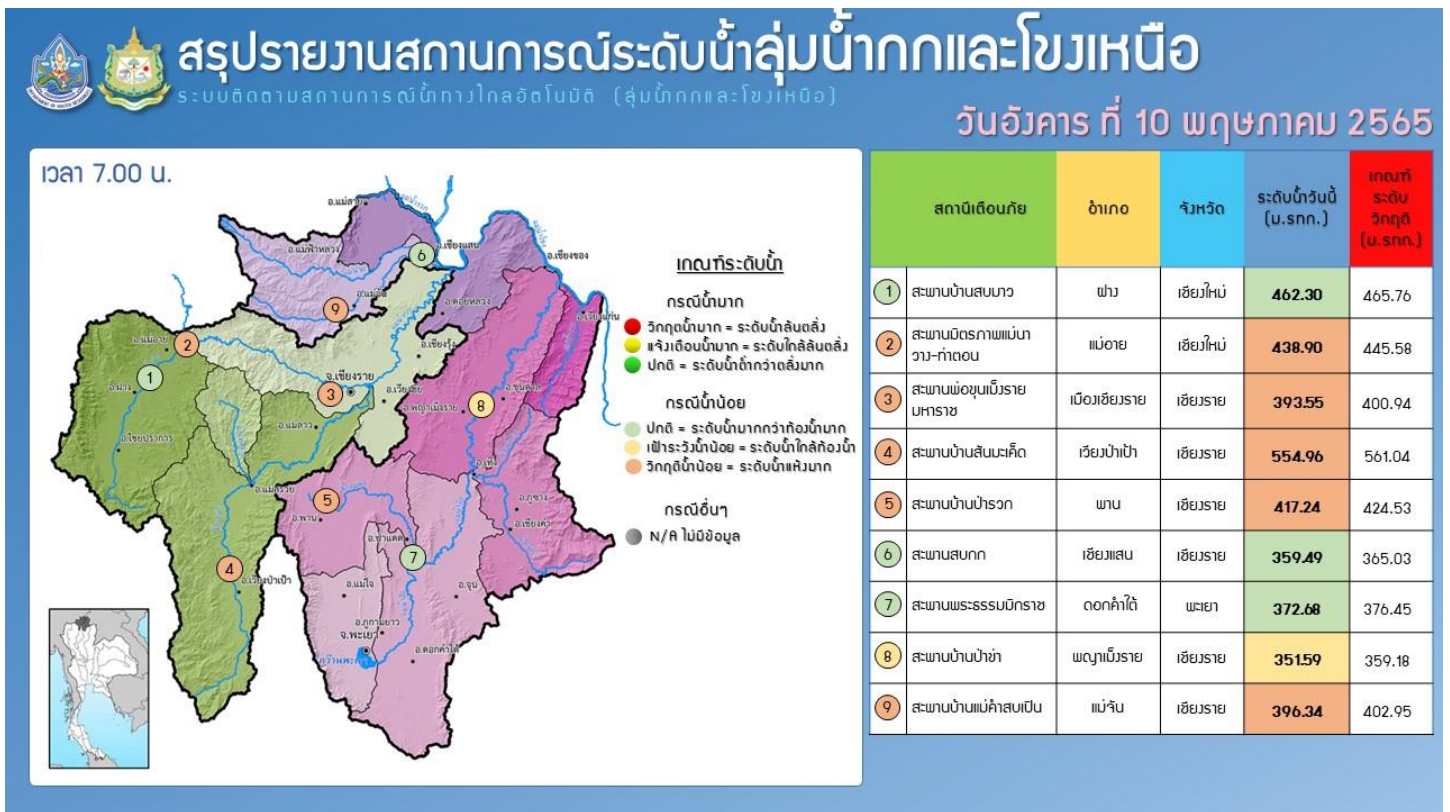 สรุปรายงานสถานการณ์ระดับน้ำลุ่มน้ำกกและโขงเหนือ
ระบบติดตามสถานการณ์น้ำทางไกลอัตโนมัติ (ลุ่มน้ำกกและโขงเหนือ)
วันอังคาร ที่ 10 พฤษภาคม 2565
เวลา 7.00 น.
อ.แม่สาย
แม่น้ำรวก
อ.แม่ฟ้าหลวง
อ.เชียงแสน
6
แม่น้ำโขง
อ.เชียงของ
9
อ.แม่จัน
อ.ดอยหลวง
อ.เวียงแก่น
อ.แม่อาย
2
อ.เชียงรุ้ง
1
อ.ฝาง
จ.เชียงราย
3
อ.เวียงชัย
อ.พญาเม็งราย
8
อ.ขุนตาล
อ.ไชยปราการ
อ.แม่ลาว
อ.แม่สรวย
อ.เทิง
5
อ.พาน
อ.ภูซาง
อ.เชียงคำ
อ.ป่าแดด
7
4
อ.เวียงป่าเป้า
อ.แม่ใจ
อ.จุน
อ.ภูกามยาว
จ.พะเยา
กว๊านพะเยา
อ.ดอกคำใต้
เกณฑ์ระดับน้ำ
กรณีน้ำมาก
วิกฤตน้ำมาก = ระดับน้ำล้นตลิ่ง
แจ้งเตือนน้ำมาก = ระดับใกล้ล้นตลิ่ง
ปกติ = ระดับน้ำต่ำกว่าตลิ่งมาก
กรณีน้ำน้อย
ปกติ = ระดับน้ำมากกว่าท้องน้ำมาก
เฝ้าระวังน้ำน้อย = ระดับน้ำใกล้ท้องน้ำ
วิกฤติน้ำน้อย = ระดับน้ำแห้งมาก
กรณีอื่นๆ
N/A ไม่มีข้อมูล
สถานีเตือนภัย อำเภอ จังหวัด ระดับน้ำวันนี้ (ม.รทก.) เกณฑ์ระดับวิกฤติ (ม.รทก.)
1 สะพานบ้านสบมาว ฝาง เชียงใหม่ 462.30 465.76
2 สะพานมิตรภาพแม่นาวาง-ท่าตอน แม่อาย เชียงใหม่ 438.90 445.58
3 สะพานพ่อขุนเม็งรายมหาราช เมืองเชียงราย เชียงราย 393.55 400.94
4 สะพานบ้านสันมะเค็ด เวียงป่าเป้า เชียงราย 554.96 561.04
5 สะพานบ้านป่ารวก พาน เชียงราย 417.24 424.53
6 สะพานสบกก เชียงแสน เชียงราย 359.49 365.03
7 สะพานพระธรรมมิกราช ดอกคำใต้ พะเยา 372.68 376.45
8 สะพานบ้านป่าข่า พญาเม็งราย เชียงราย 351.59 359.18
9 สะพานบ้านแม่คำสบเปิน แม่จัน เชียงราย 396.34 402.95